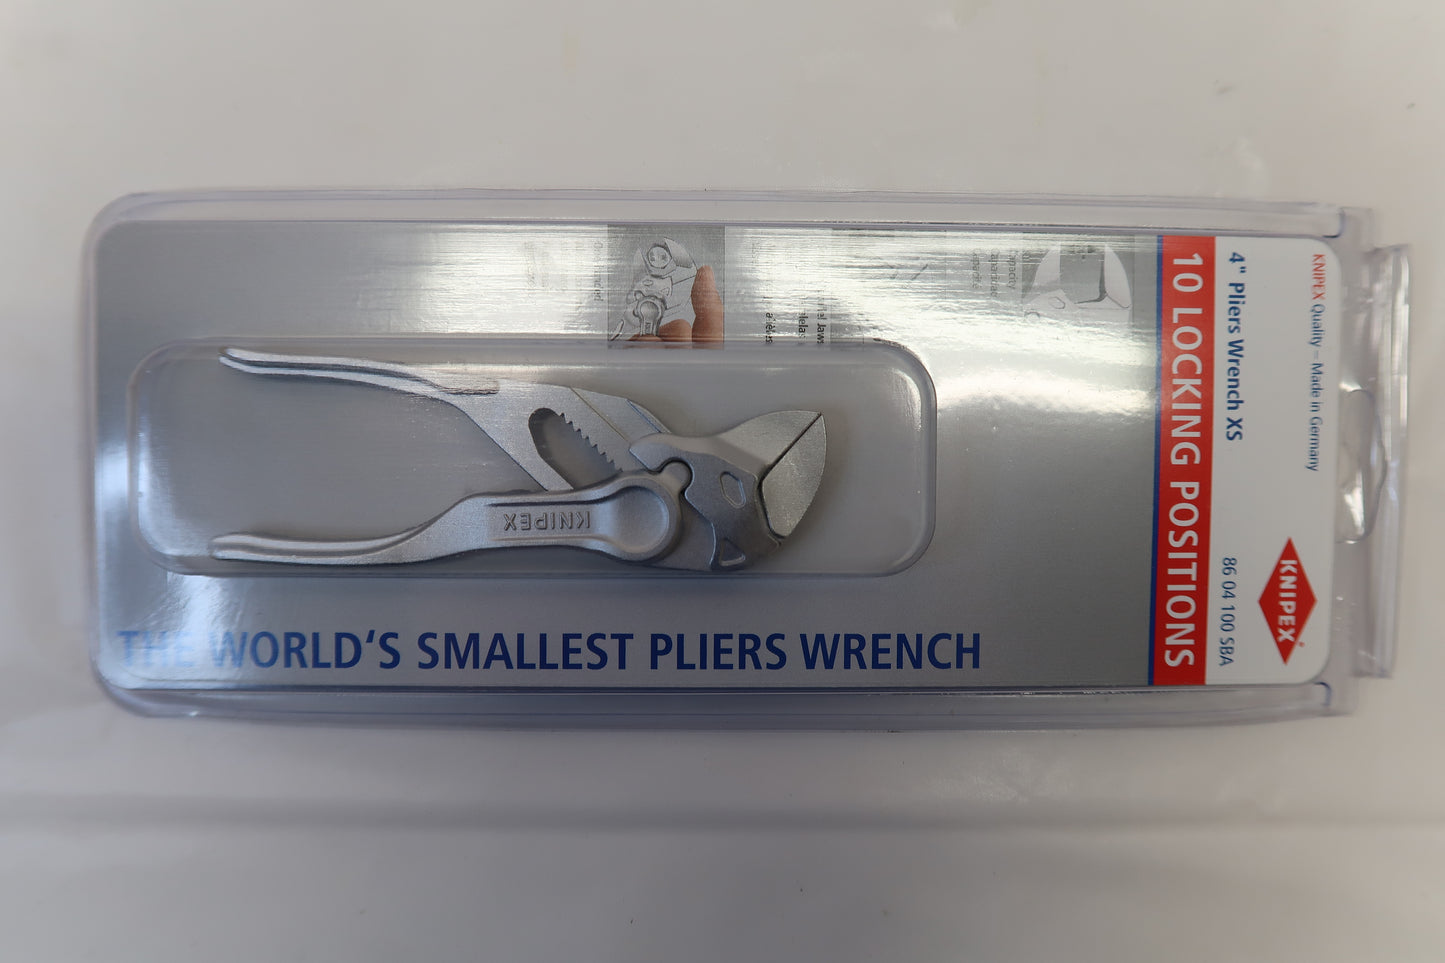 KNIPEX Quality – Made in Germany
KNIPEX
4" Pliers Wrench XS
86 04 100 SBA
10 LOCKING POSITIONS
capacity
THE WORLD‘S SMALLEST PLIERS WRENCH
KNIPEX